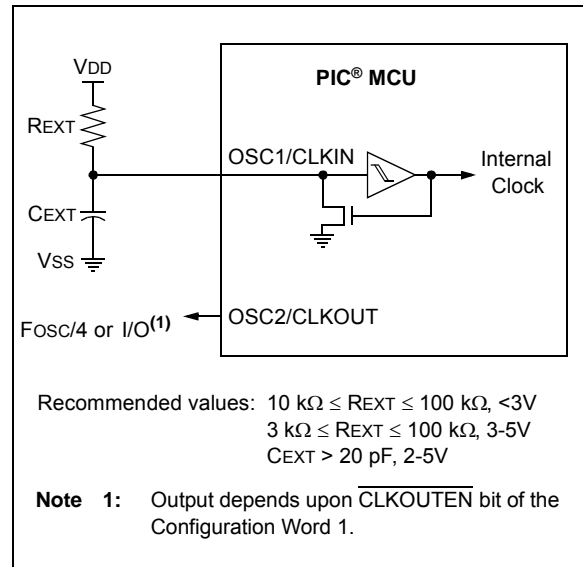 VDD
PIC® MCU
REXT
OSC1/CLKIN
Internal
Clock
CEXT
VSS
FOSC/4 or I/O(1)
OSC2/CLKOUT
Recommended values: 10 kΩ ≤ REXT ≤ 100 kΩ, <3V
3 kΩ ≤ REXT ≤ 100 kΩ, 3-5V
CEXT > 20 pF, 2-5V
Note 1: Output depends upon CLKOUTEN bit of the
Configuration Word 1.